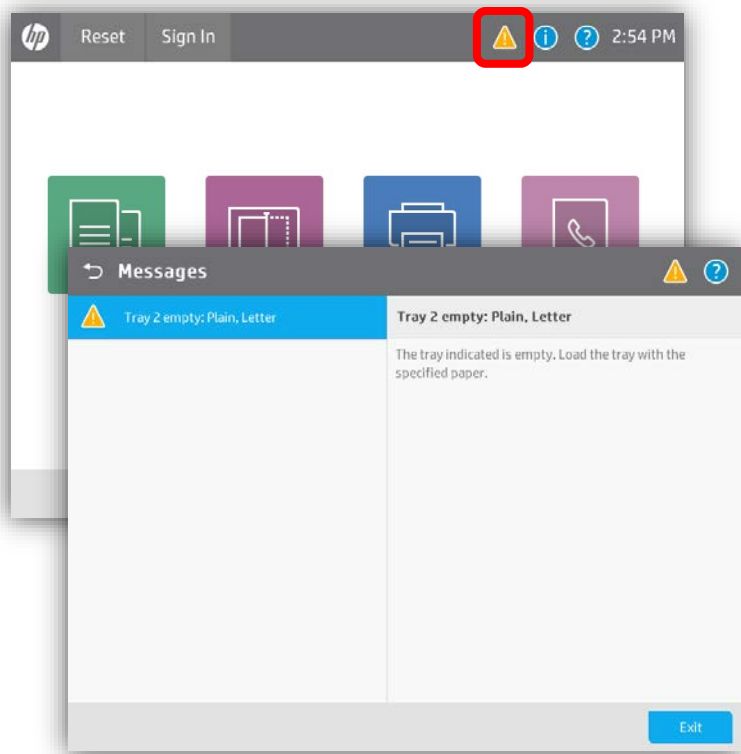 hp Reset Sign In 2:54 PM
Messages
Tray 2 empty: Plain, Letter
Tray 2 empty: Plain, Letter
The tray indicated is empty. Load the tray with the
specified paper.
Exit